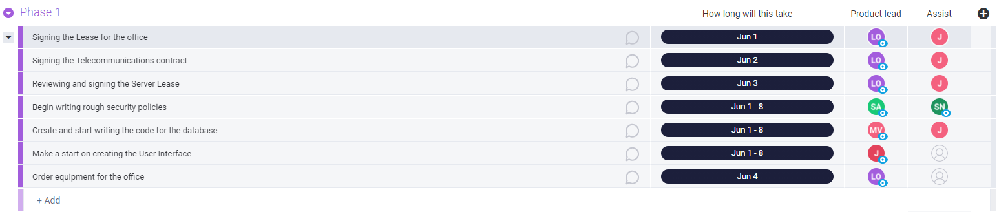 Phase 1 How long will this take Product lead Assist
Signing the Lease for the office Jun 1 LO J
Signing the Telecommunications contract Jun 2 LO J
Reviewing and signing the Server Lease Jun 3 LO J
Begin writing rough security policies Jun 1 - 8 SA SN
Create and start writing the code for the database Jun 1 - 8 MV J
Make a start on creating the User Interface Jun 1 - 8 J
Order equipment for the office Jun 4 LO
+ Add